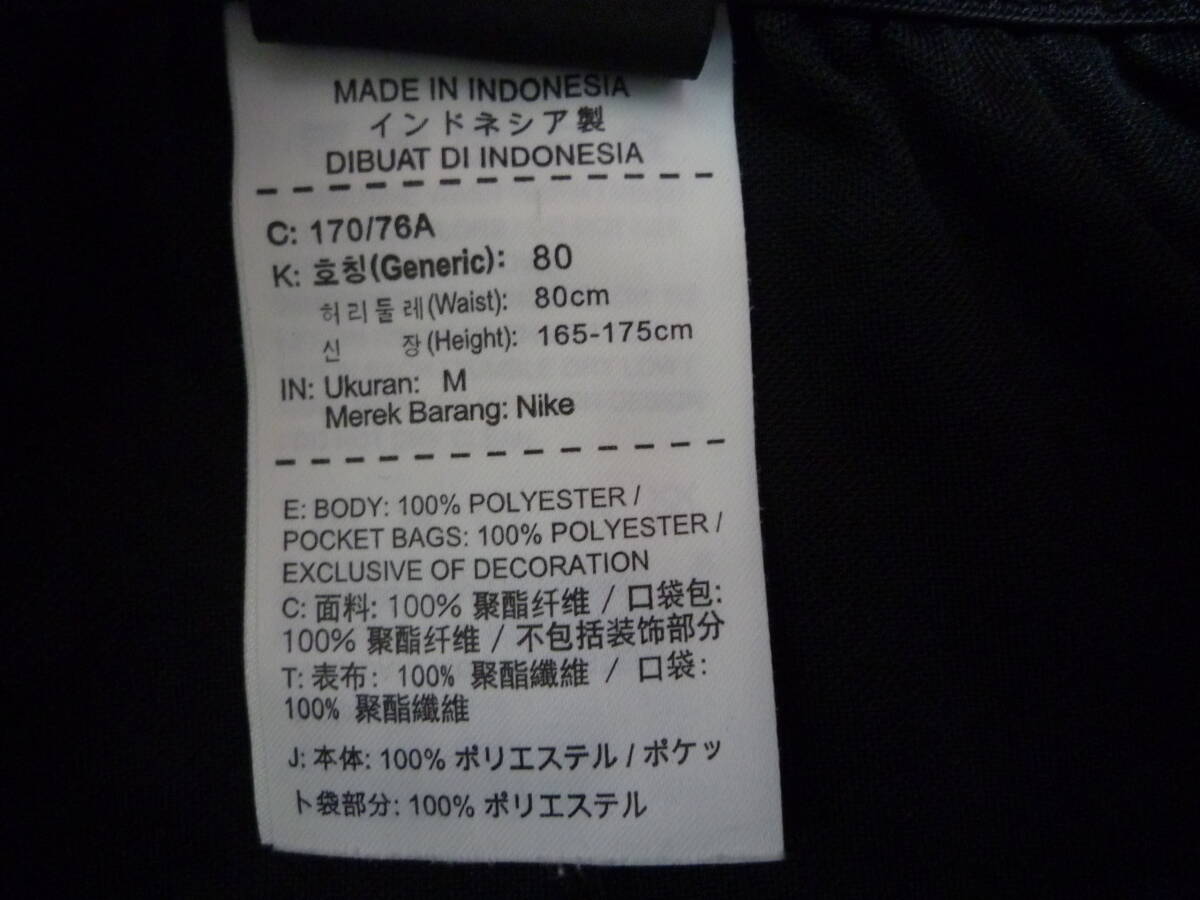 MADE IN INDONESIA
インドネシア製
DIBUAT DI INDONESIA
C: 170/76A
K: 호칭(Generic): 80
허리둘레(Waist): 80cm
신 장(Height): 165-175cm
IN: Ukuran: M
Merek Barang: Nike
E: BODY: 100% POLYESTER /
POCKET BAGS: 100% POLYESTER /
EXCLUSIVE OF DECORATION
C: 面料: 100% 聚酯纤维 / 口袋包:
100% 聚酯纤维 / 不包括装饰部分
T: 表布: 100% 聚酯纖維 / 口袋:
100% 聚酯纖維
J: 本体: 100% ポリエステル / ポケッ
ト袋部分: 100% ポリエステル